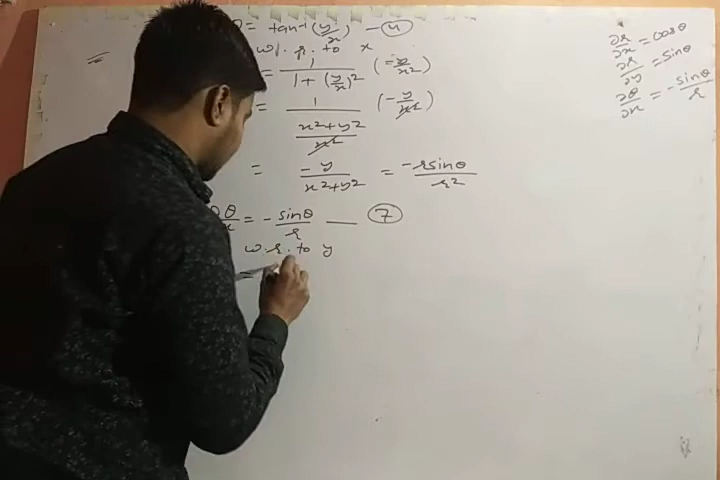 θ = tan⁻¹(y/x) — ④
w. r. to x
= 1/(1 + (y/x)²) (-y/x²)
= 1/((x²+y²)/x²) (-y/x²)
= -y/(x²+y²) = -r sinθ/r²
∂θ/∂x = - sinθ/r — ⑦
w. r. to y
=
∂r/∂x = cosθ
∂r/∂y = sinθ
∂θ/∂x = - sinθ/r